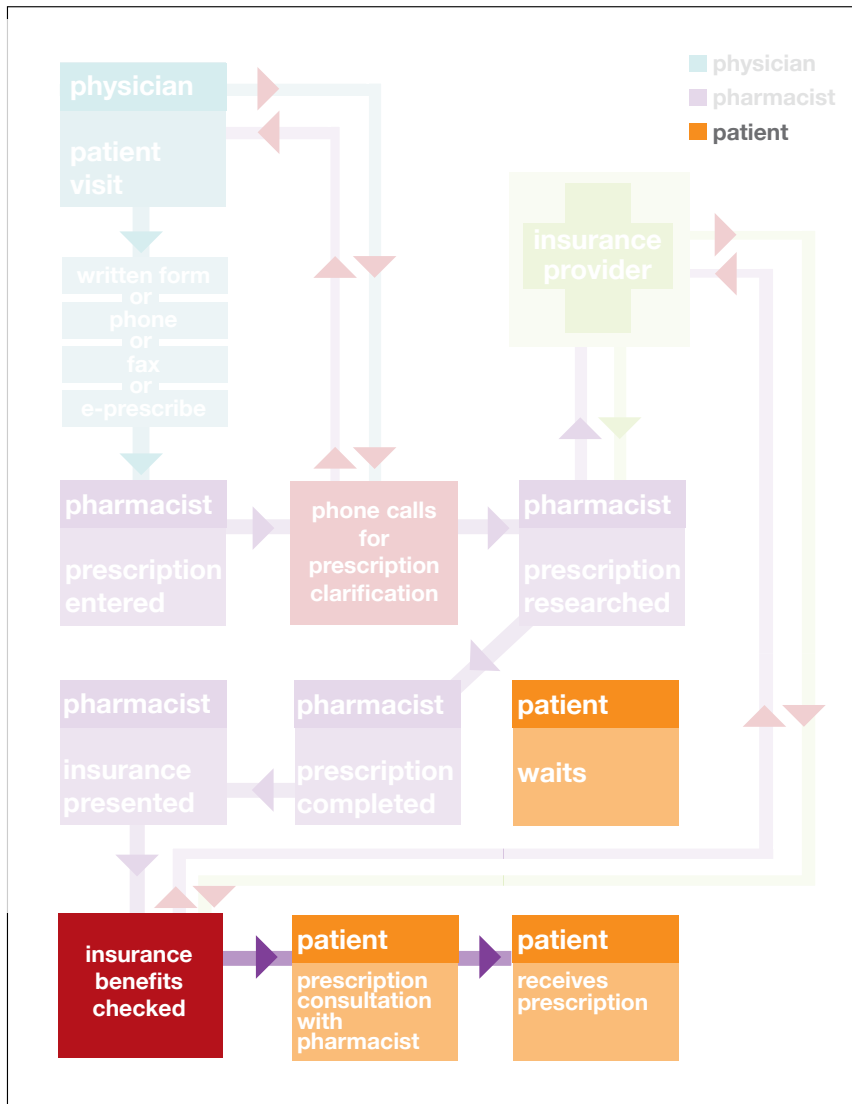 physician
patient
visit
physician
pharmacist
patient
written form
or
phone
or
fax
or
e-prescribe
insurance
provider
pharmacist
prescription
entered
phone calls
for
prescription
clarification
pharmacist
prescription
researched
pharmacist
insurance
presented
pharmacist
prescription
completed
patient
waits
insurance
benefits
checked
patient
prescription
consultation
with
pharmacist
patient
receives
prescription